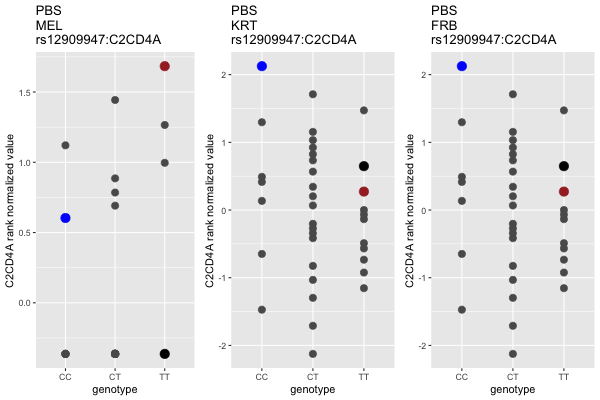 PBS
MEL
rs12909947:C2CD4A
C2CD4A rank normalized value
1.5
1.0
0.5
0.0
CC CT TT
genotype
PBS
KRT
rs12909947:C2CD4A
C2CD4A rank normalized value
2
1
0
-1
-2
CC CT TT
genotype
PBS
FRB
rs12909947:C2CD4A
C2CD4A rank normalized value
2
1
0
-1
-2
CC CT TT
genotype